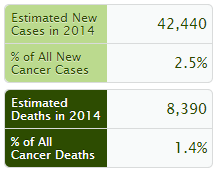 Estimated New
Cases in 2014
42,440
% of All New
Cancer Cases
2.5%
Estimated
Deaths in 2014
8,390
% of All
Cancer Deaths
1.4%